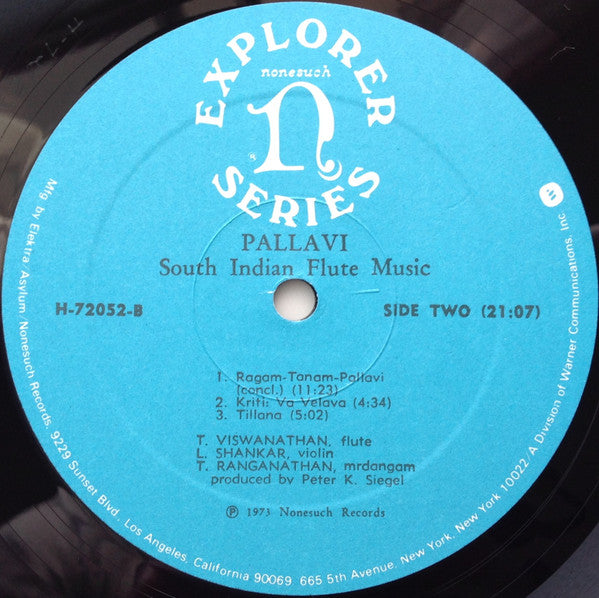 EXPLORER
nonesuch
n
SERIES
PALLAVI
South Indian Flute Music
H-72052-B
SIDE TWO (21:07)
1. Ragam-Tanam-Pallavi
(concl.) (11:23)
2. Kriti: Va Velava (4:34)
3. Tillana (5:02)
T. VISWANATHAN, flute
L. SHANKAR, violin
T. RANGANATHAN, mrdangam
produced by Peter K. Siegel
℗ 1973 Nonesuch Records
Mfg by Elektra/Asylum/Nonesuch Records, 9229 Sunset Blvd., Los Angeles, California 90069 665 5th Avenue, New York, New York 10022 A Division of Warner Communications, Inc